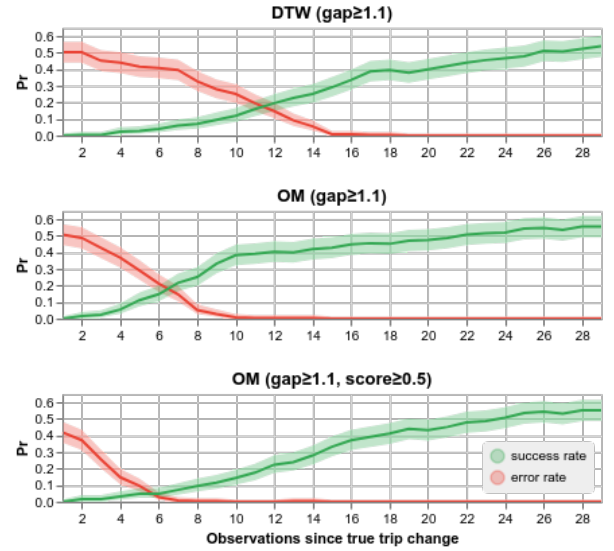 DTW (gap≥1.1)
Pr
0.6
0.5
0.4
0.3
0.2
0.1
0.0
2 4 6 8 10 12 14 16 18 20 22 24 26 28
OM (gap≥1.1)
Pr
0.6
0.5
0.4
0.3
0.2
0.1
0.0
2 4 6 8 10 12 14 16 18 20 22 24 26 28
OM (gap≥1.1, score≥0.5)
Pr
0.6
0.5
0.4
0.3
0.2
0.1
0.0
success rate
error rate
2 4 6 8 10 12 14 16 18 20 22 24 26 28
Observations since true trip change